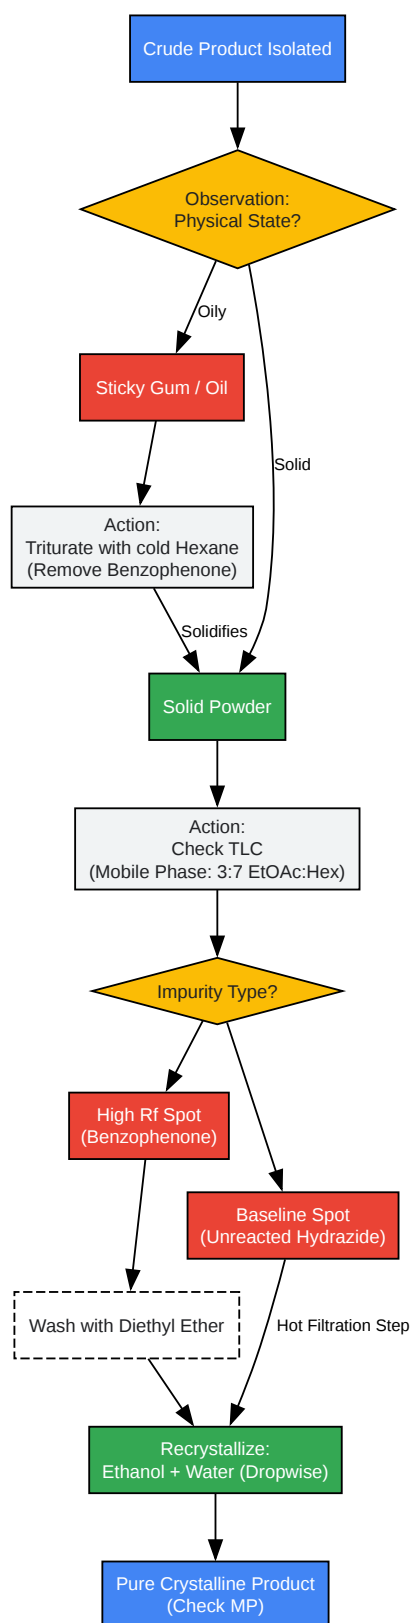 Crude Product Isolated
Observation:
Physical State?
Oily
Sticky Gum / Oil
Solid
Action:
Triturate with cold Hexane
(Remove Benzophenone)
Solidifies
Solid Powder
Action:
Check TLC
(Mobile Phase: 3:7 EtOAc:Hex)
Impurity Type?
High Rf Spot
(Benzophenone)
Baseline Spot
(Unreacted Hydrazide)
Wash with Diethyl Ether
Hot Filtration Step
Recrystallize:
Ethanol + Water (Dropwise)
Pure Crystalline Product
(Check MP)